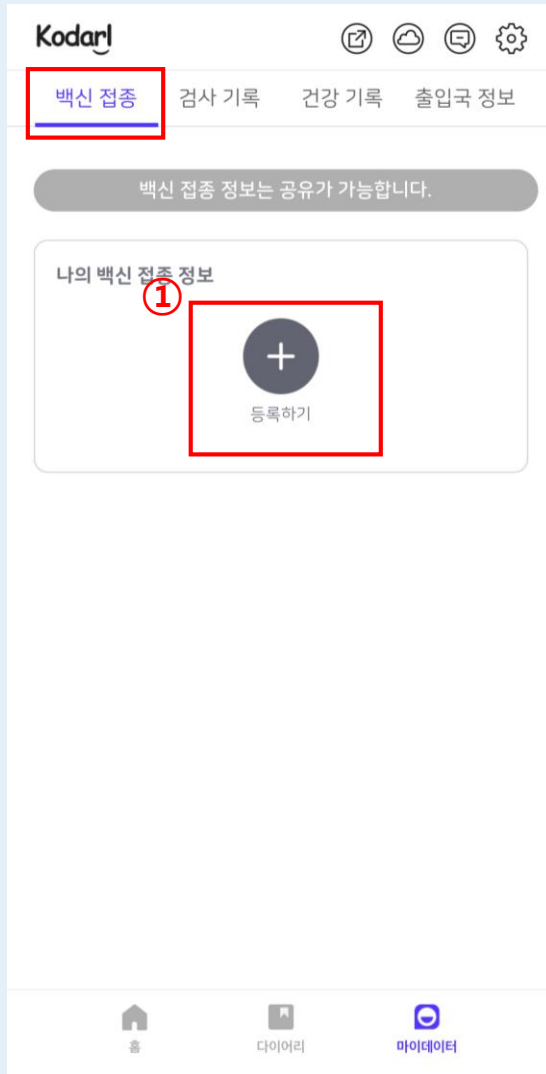 Kodarl
백신 접종 검사 기록 건강 기록 출입국 정보
백신 접종 정보는 공유가 가능합니다.
나의 백신 접종 정보
①
등록하기
홈 다이어리 마이데이터